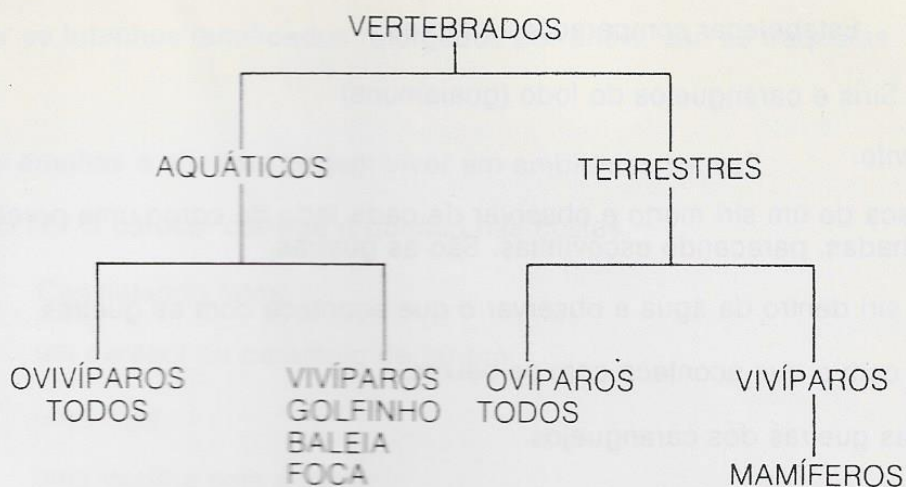 VERTEBRADOS
AQUÁTICOS
TERRESTRES
OVIVÍPAROS
TODOS
VIVÍPAROS
GOLFINHO
BALEIA
FOCA
OVÍPAROS
TODOS
VIVÍPAROS
MAMÍFEROS